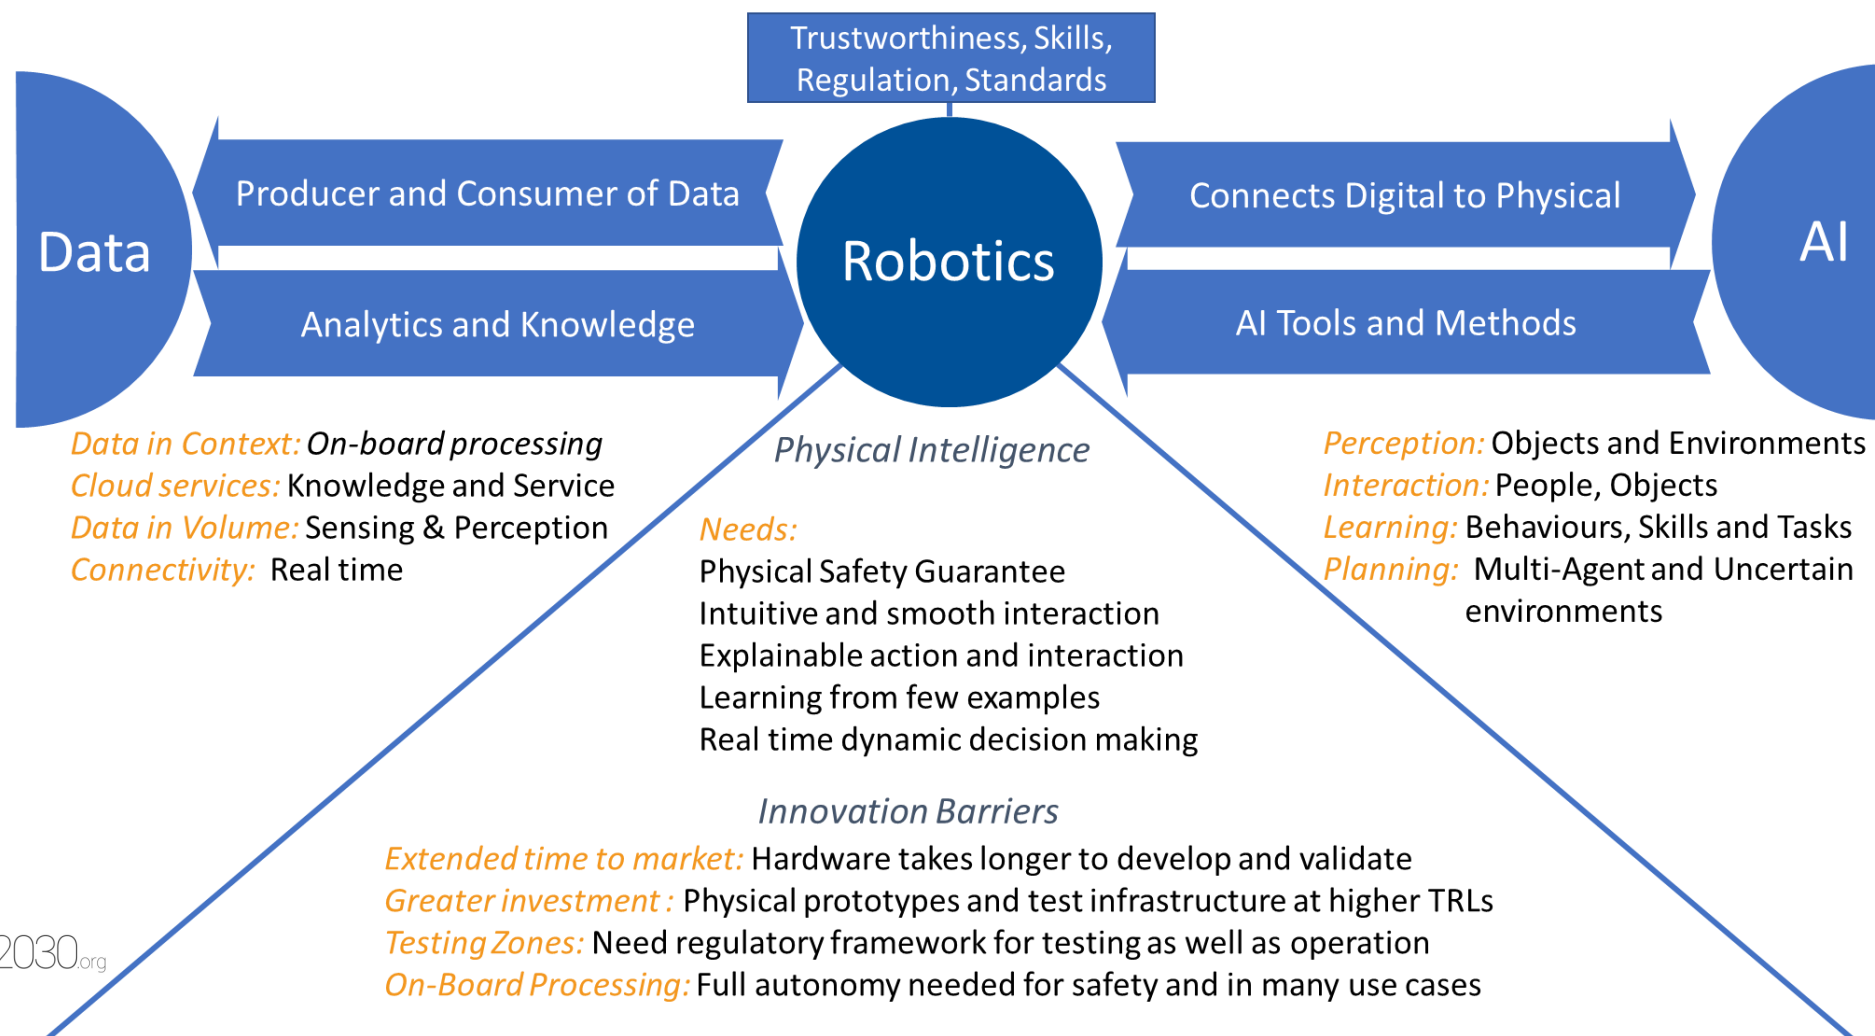 Trustworthiness, Skills,
Regulation, Standards
Producer and Consumer of Data
Connects Digital to Physical
Data
Robotics
AI
Analytics and Knowledge
AI Tools and Methods
Data in Context: On-board processing
Cloud services: Knowledge and Service
Data in Volume: Sensing & Perception
Connectivity: Real time
Physical Intelligence
Needs:
Physical Safety Guarantee
Intuitive and smooth interaction
Explainable action and interaction
Learning from few examples
Real time dynamic decision making
Perception: Objects and Environments
Interaction: People, Objects
Learning: Behaviours, Skills and Tasks
Planning: Multi-Agent and Uncertain
environments
Innovation Barriers
Extended time to market: Hardware takes longer to develop and validate
Greater investment : Physical prototypes and test infrastructure at higher TRLs
Testing Zones: Need regulatory framework for testing as well as operation
On-Board Processing: Full autonomy needed for safety and in many use cases
2030.org